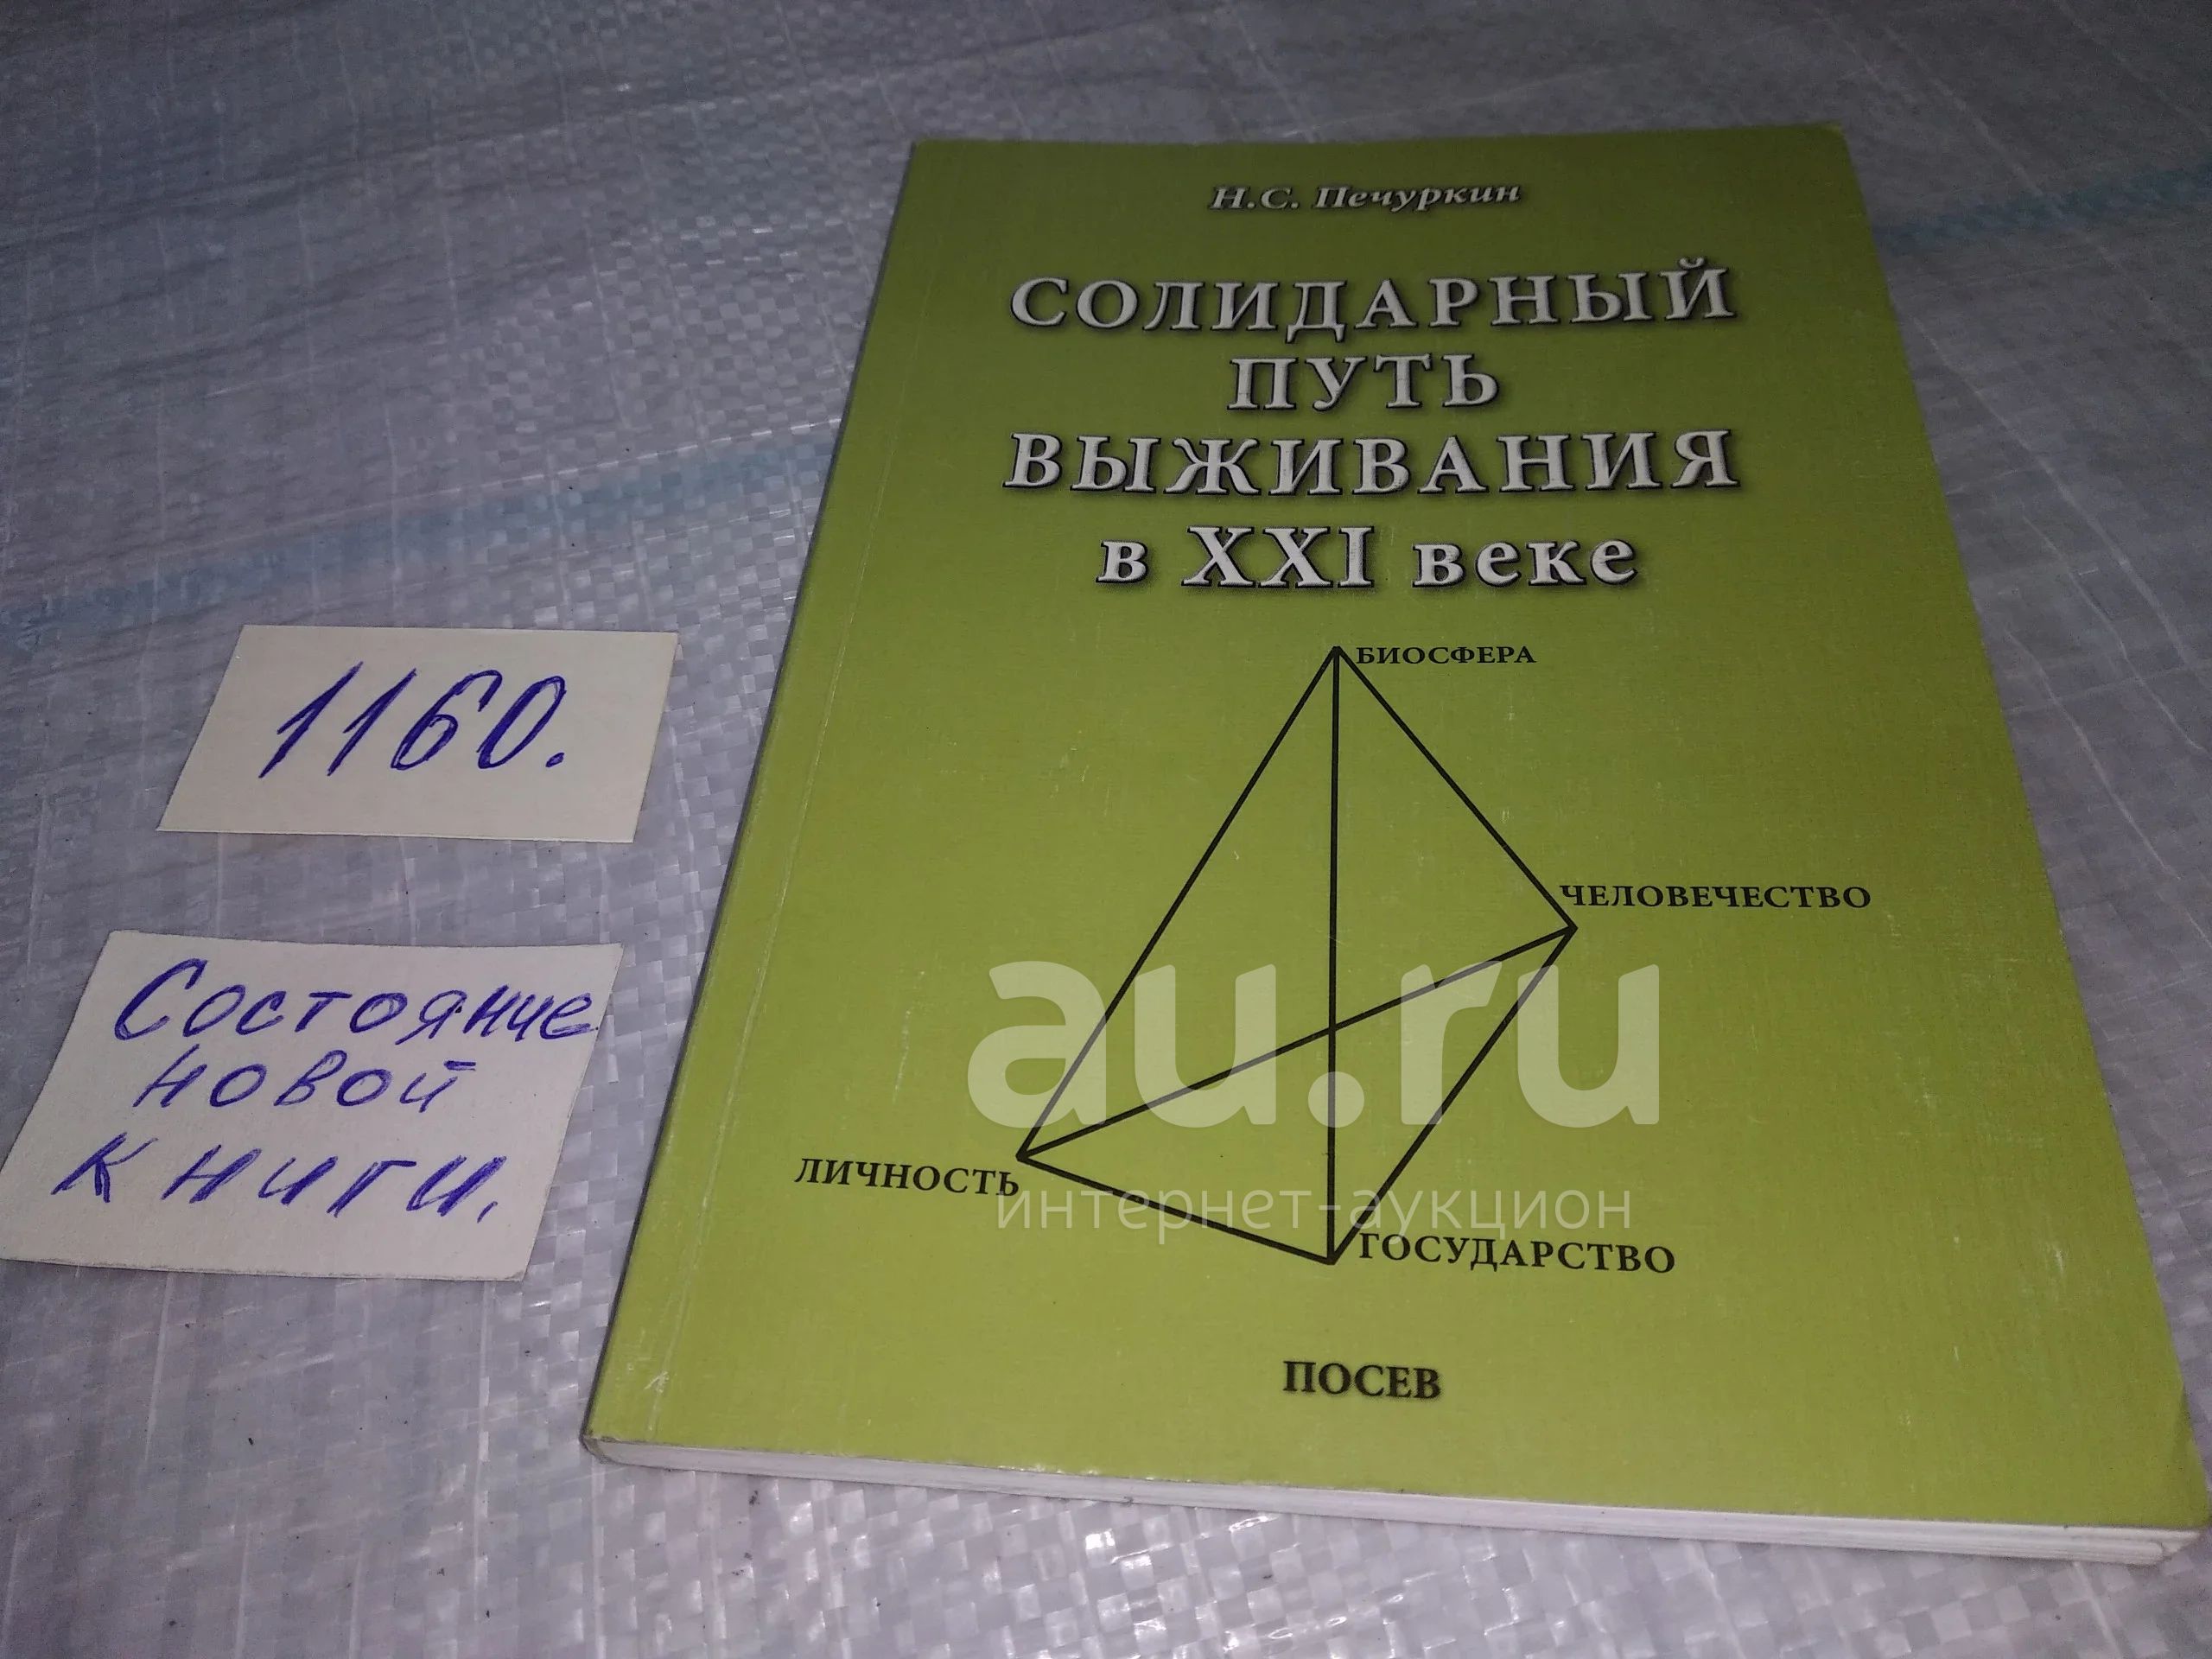 Н.С. Печуркин
СОЛИДАРНЫЙ
ПУТЬ
ВЫЖИВАНИЯ
в XXI веке
БИОСФЕРА
ЧЕЛОВЕЧЕСТВО
ЛИЧНОСТЬ
ГОСУДАРСТВО
ПОСЕВ
1160.
Состояние
новой
книги.
au.ru
интернет-аукцион